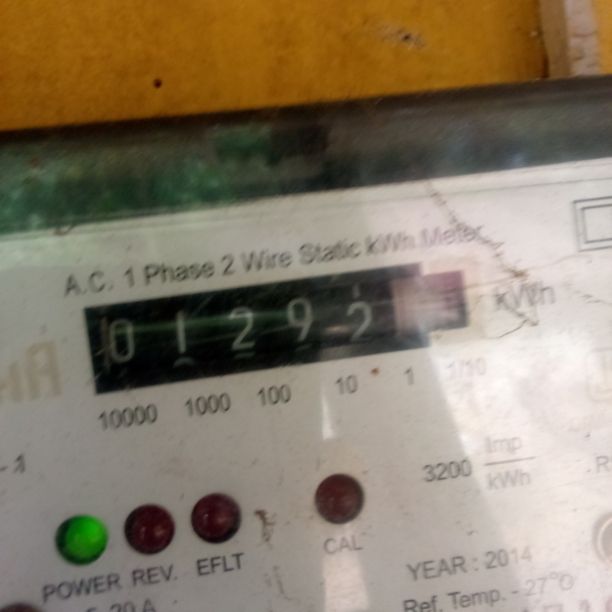 A.C. 1 Phase 2 Wire Static kWh Meter
01292
kWh
10000 1000 100 10 1 1/10
3200 Imp
kWh
CAL
POWER REV. EFLT
YEAR : 2014
Ref. Temp. - 27°C